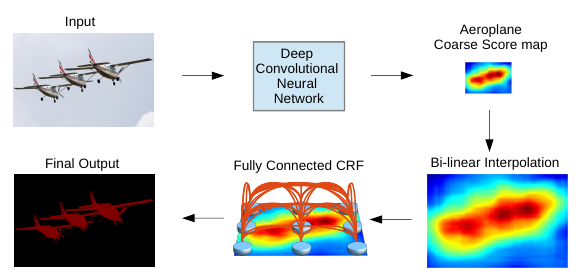 Input
Deep
Convolutional
Neural
Network
Aeroplane
Coarse Score map
Final Output
Fully Connected CRF
Bi-linear Interpolation